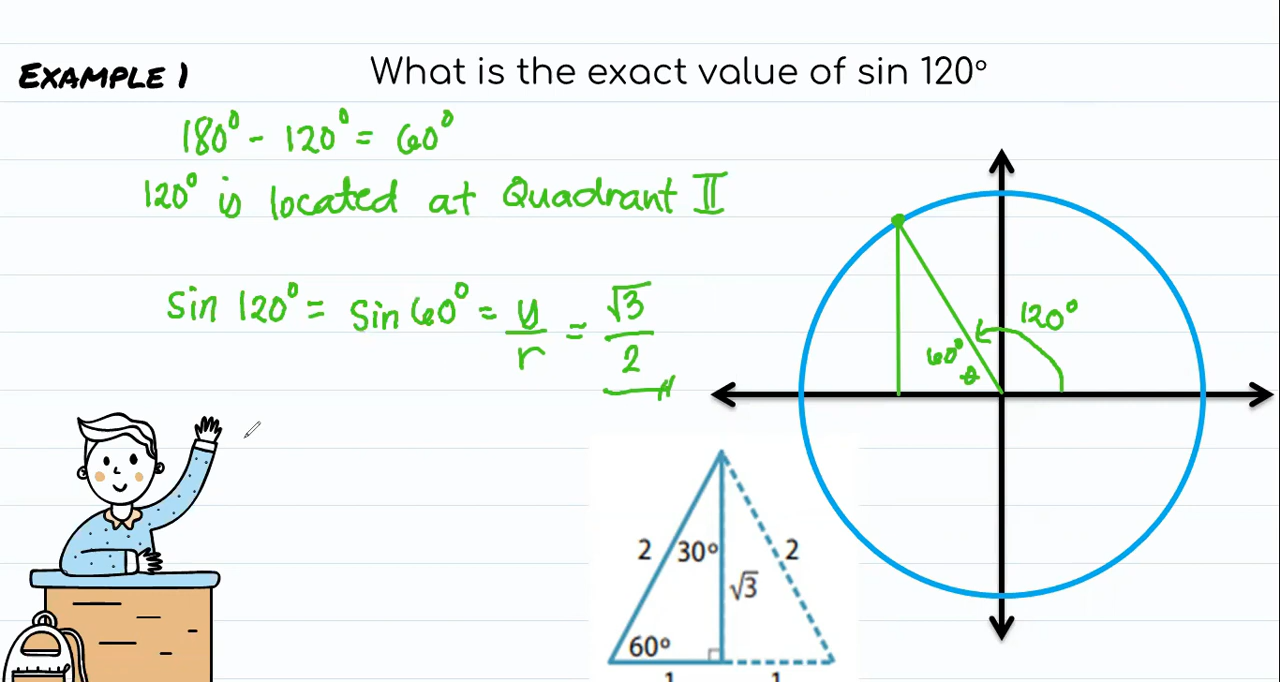 EXAMPLE 1
What is the exact value of sin 120°
180° - 120° = 60°
120° is located at Quadrant II
sin 120° = sin 60° = y/r = √3/2
120°
60°
θ
2
30°
2
√3
60°
1
1